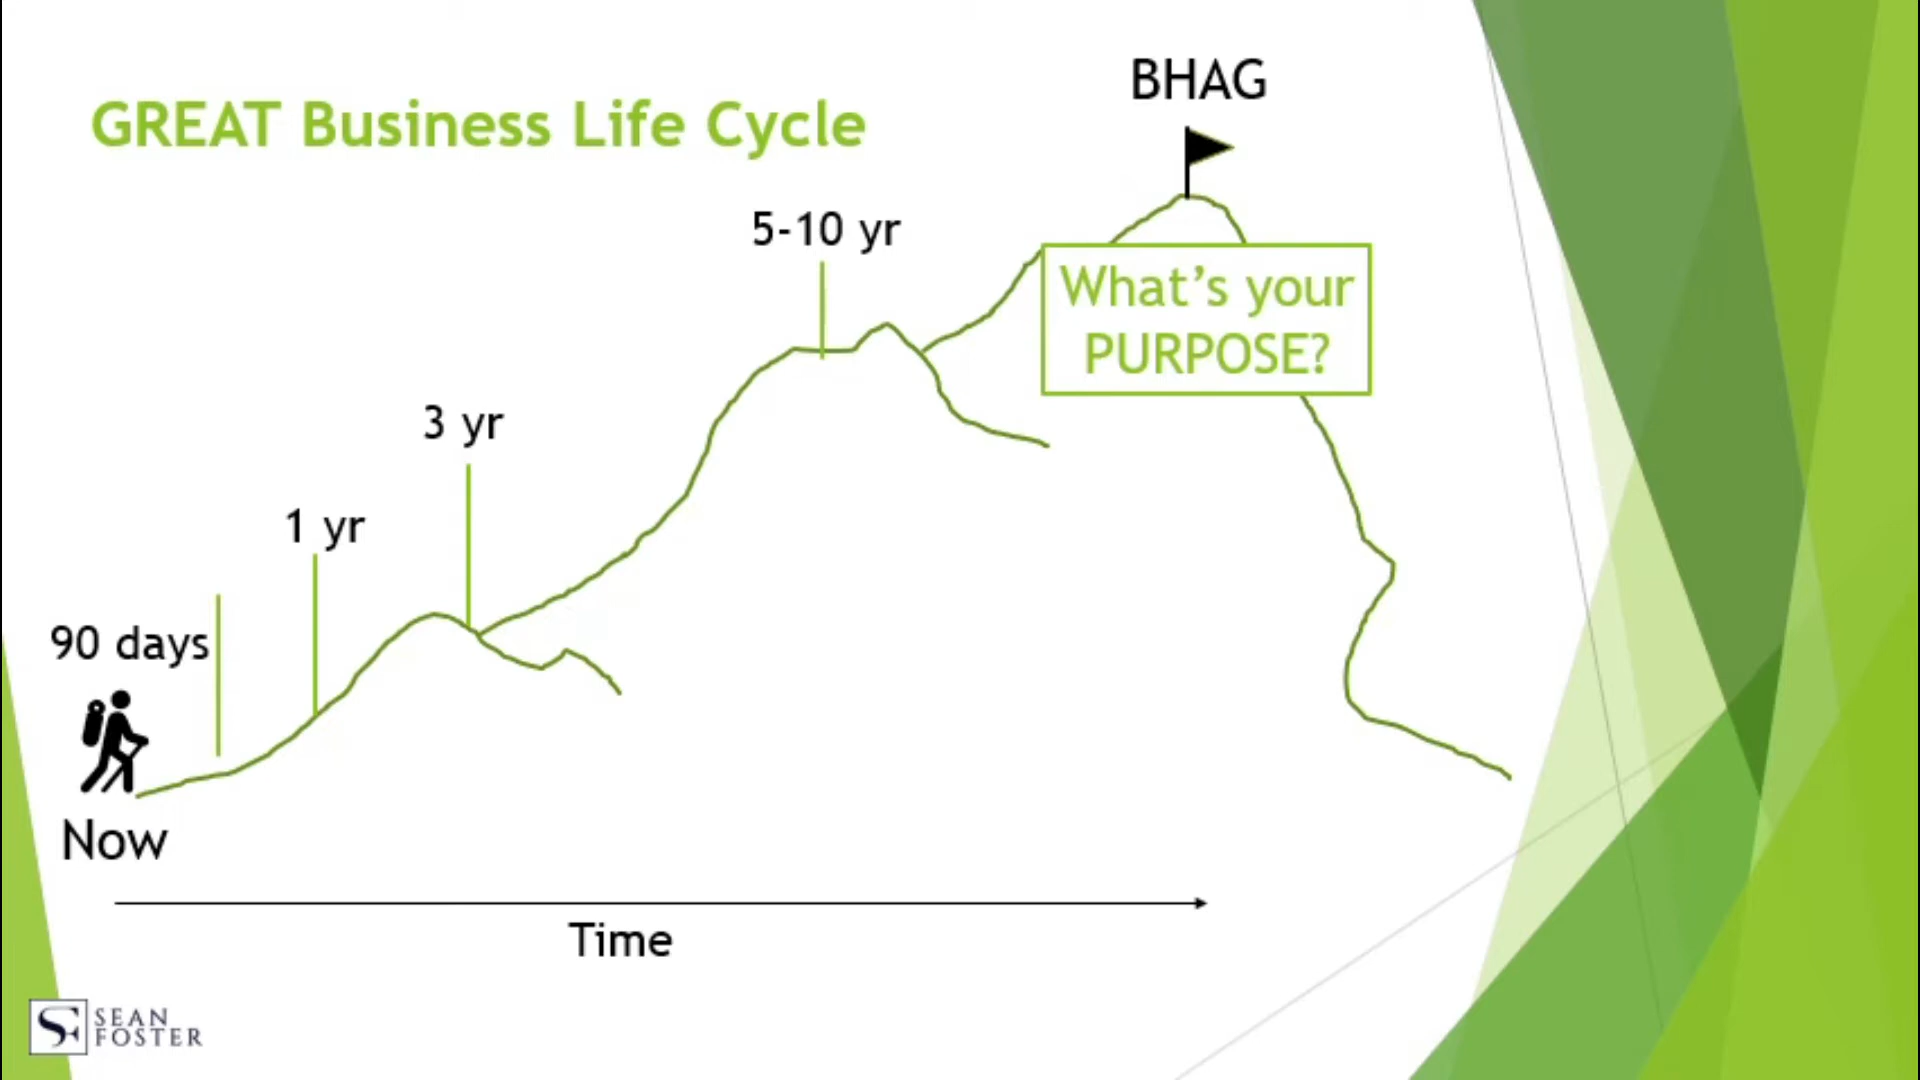 GREAT Business Life Cycle
BHAG
5-10 yr
What's your
PURPOSE?
3 yr
1 yr
90 days
Now
Time
SF
SEAN
FOSTER